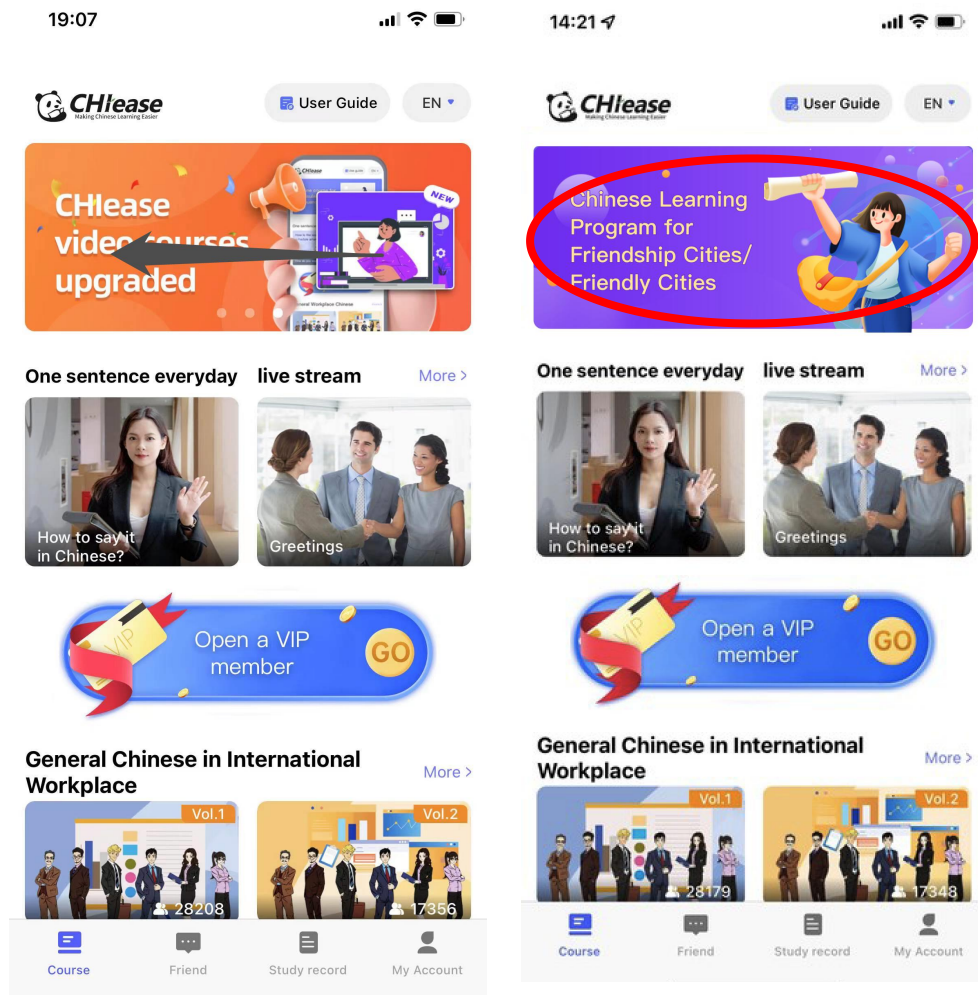 19:07
CHIease
Making Chinese Learning Easier
User Guide
EN
CHIease
video courses
upgraded
NEW
One sentence everyday
live stream
More >
How to say it
in Chinese?
Greetings
VIP
Open a VIP
member
GO
General Chinese in International
Workplace
More >
Vol.1
28208
Vol.2
17356
Course
Friend
Study record
My Account
14:21
CHIease
Making Chinese Learning Easier
User Guide
EN
Chinese Learning
Program for
Friendship Cities/
Friendly Cities
One sentence everyday
live stream
More >
How to say it
in Chinese?
Greetings
VIP
Open a VIP
member
GO
General Chinese in International
Workplace
More >
Vol.1
28179
Vol.2
17348
Course
Friend
Study record
My Account